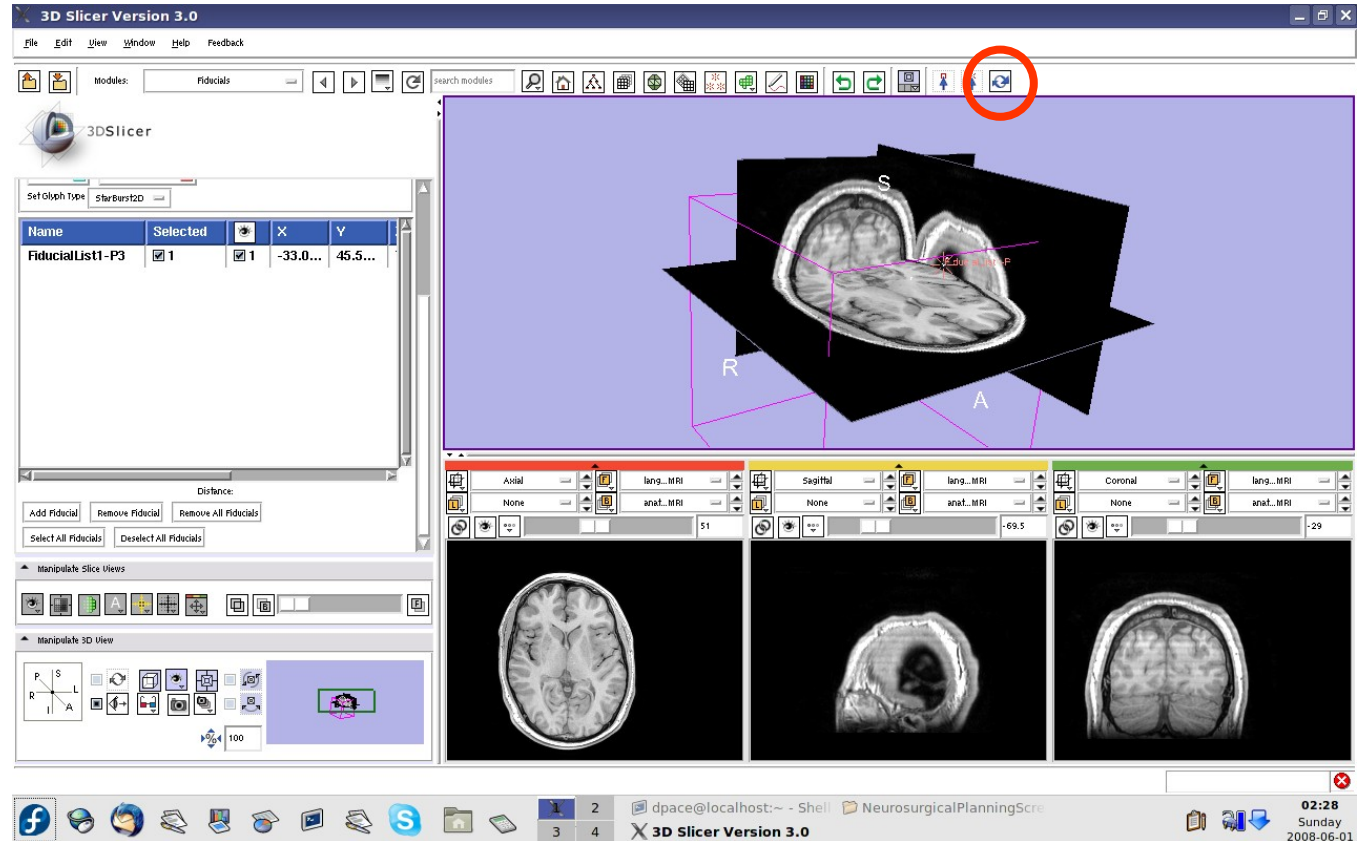 3D Slicer Version 3.0
File Edit View Window Help Feedback
Modules: Fiducials search modules
3DSlicer
Set Glyph Type StarBurst2D
Name Selected X Y
FiducialList1-P3 1 1 -33.0... 45.5...
Distance:
Add Fiducial Remove Fiducial Remove All Fiducials
Select All Fiducials Deselect All Fiducials
Manipulate Slice Views
B F
Manipulate 3D View
P S
R L
I A
100
S
R
A
Axial F lang...MRI
L None B anat...MRI
51
Sagittal F lang...MRI
L None B anat...MRI
-69.5
Coronal F lang...MRI
L None B anat...MRI
-29
1 2
3 4
dpace@localhost:~ - Shell
NeurosurgicalPlanningScre
3D Slicer Version 3.0
02:28
Sunday
2008-06-01